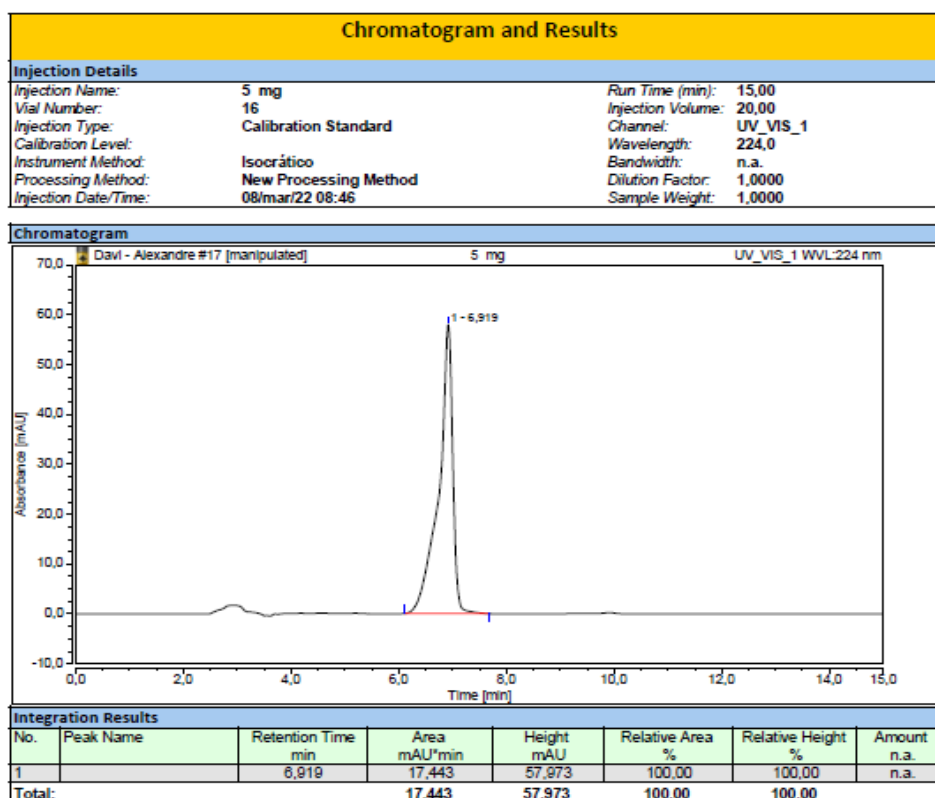 Chromatogram and Results
Injection Details
Injection Name: 5 mg Run Time (min): 15,00
Vial Number: 16 Injection Volume: 20,00
Injection Type: Calibration Standard Channel: UV_VIS_1
Calibration Level: Wavelength: 224,0
Instrument Method: Isocrático Bandwidth: n.a.
Processing Method: New Processing Method Dilution Factor: 1,0000
Injection Date/Time: 08/mar/22 08:46 Sample Weight: 1,0000
Chromatogram
Davi - Alexandre #17 [manipulated] 5 mg UV_VIS_1 WVL:224 nm
70,0
60,0
50,0
40,0
30,0
20,0
10,0
0,0
-10,0
Absorbance [mAU]
1 - 6,919
0,0 2,0 4,0 6,0 8,0 10,0 12,0 14,0 15,0
Time [min]
Integration Results
No. Peak Name Retention Time Area Height Relative Area Relative Height Amount
min mAU*min mAU % % n.a.
1 6,919 17,443 57,973 100,00 100,00 n.a.
Total: 17,443 57,973 100,00 100,00